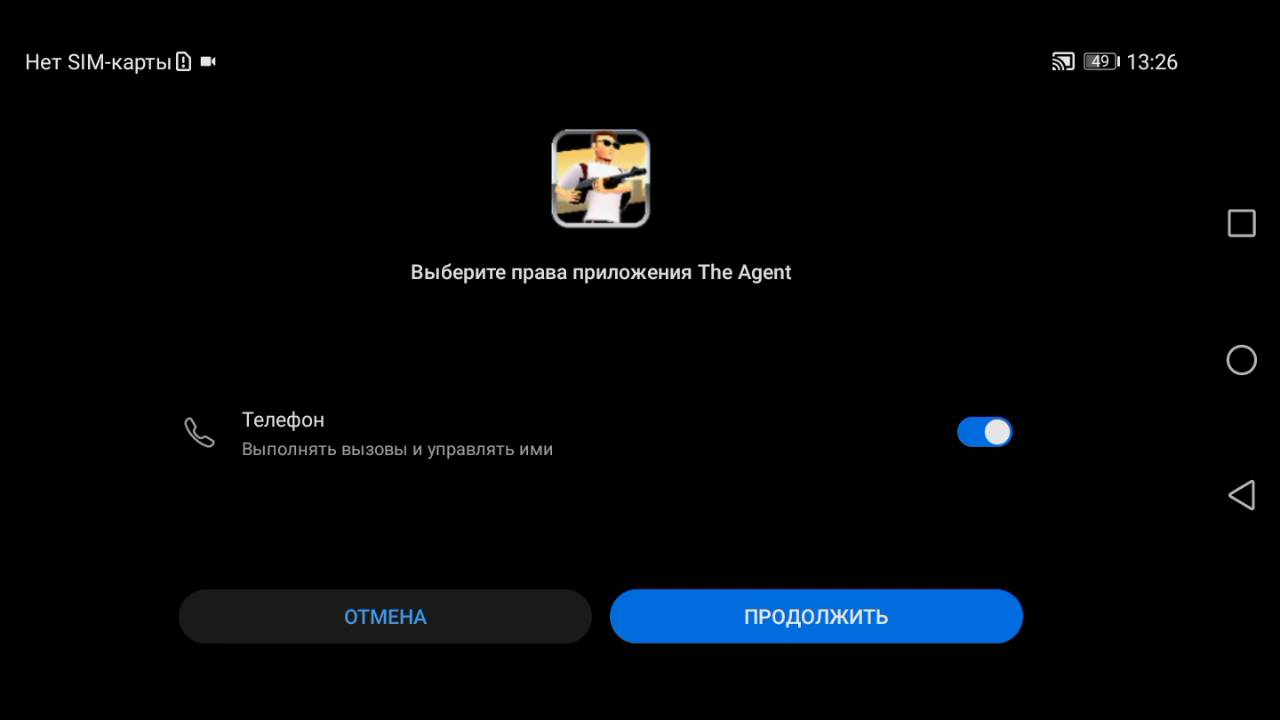 Нет SIM-карты 49 13:26
Выберите права приложения The Agent
Телефон
Выполнять вызовы и управлять ими
ОТМЕНА ПРОДОЛЖИТЬ